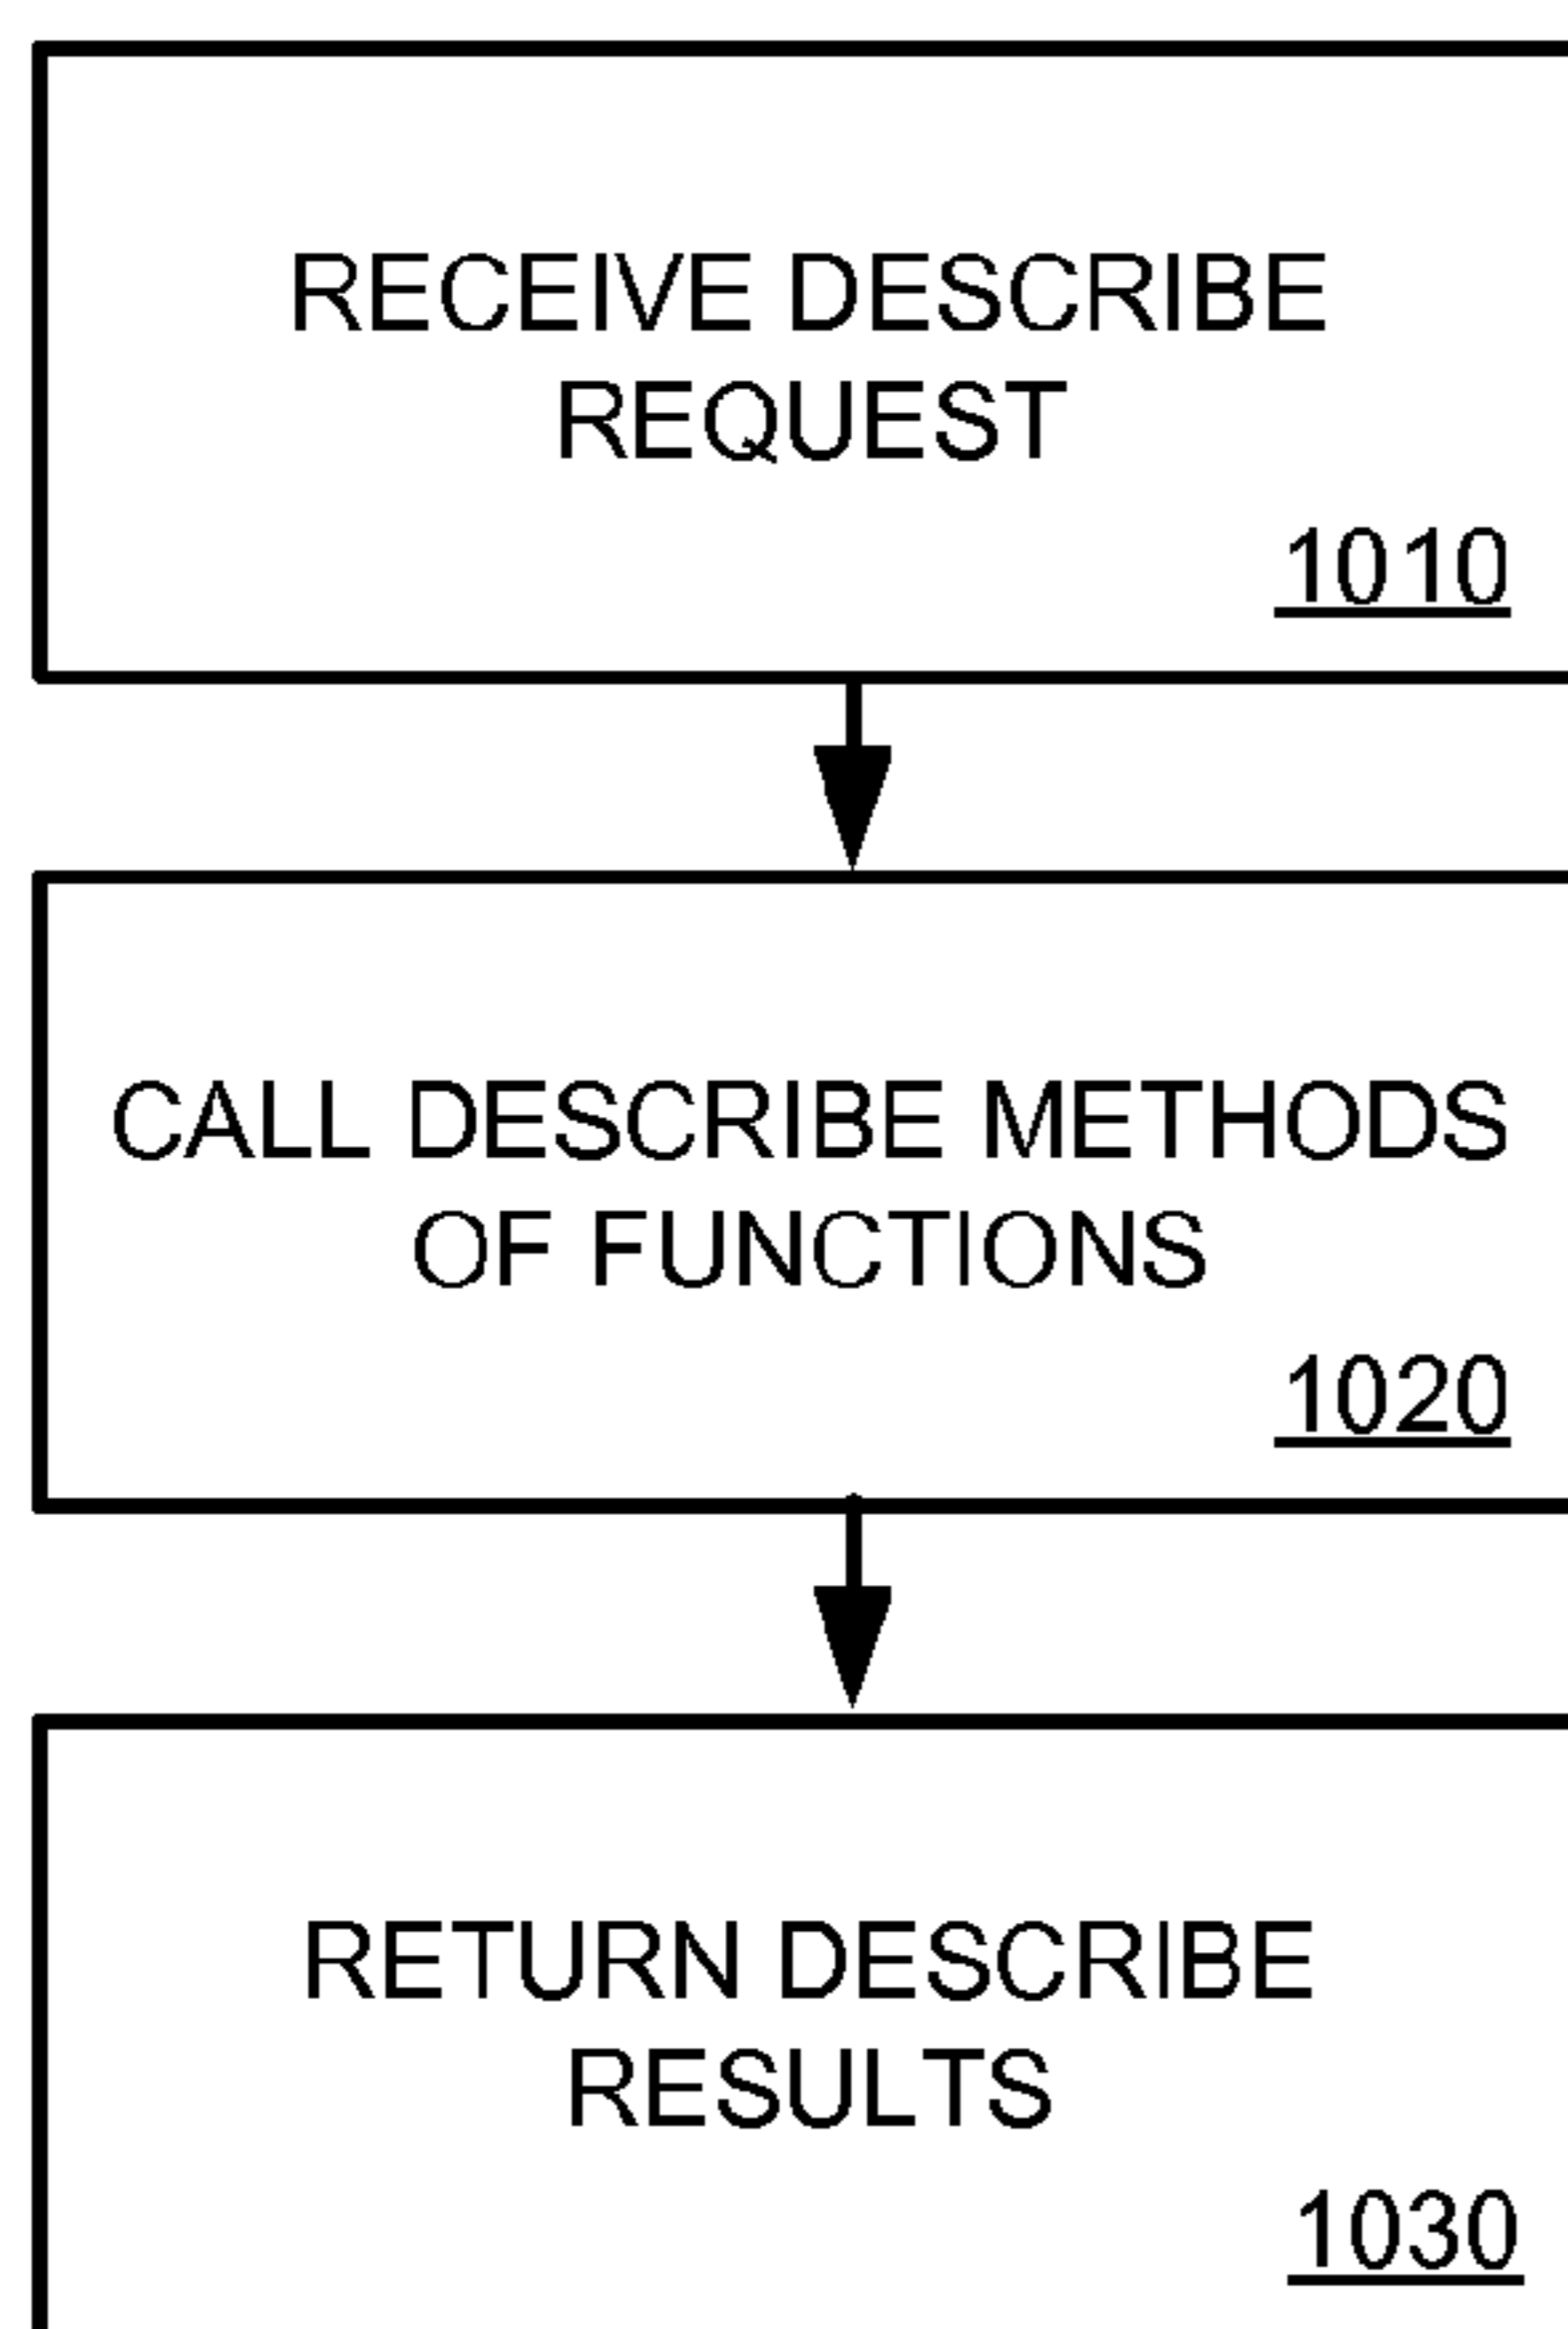 RECEIVE DESCRIBE
REQUEST
1010
CALL DESCRIBE METHODS
OF FUNCTIONS
1020
RETURN DESCRIBE
RESULTS
1030